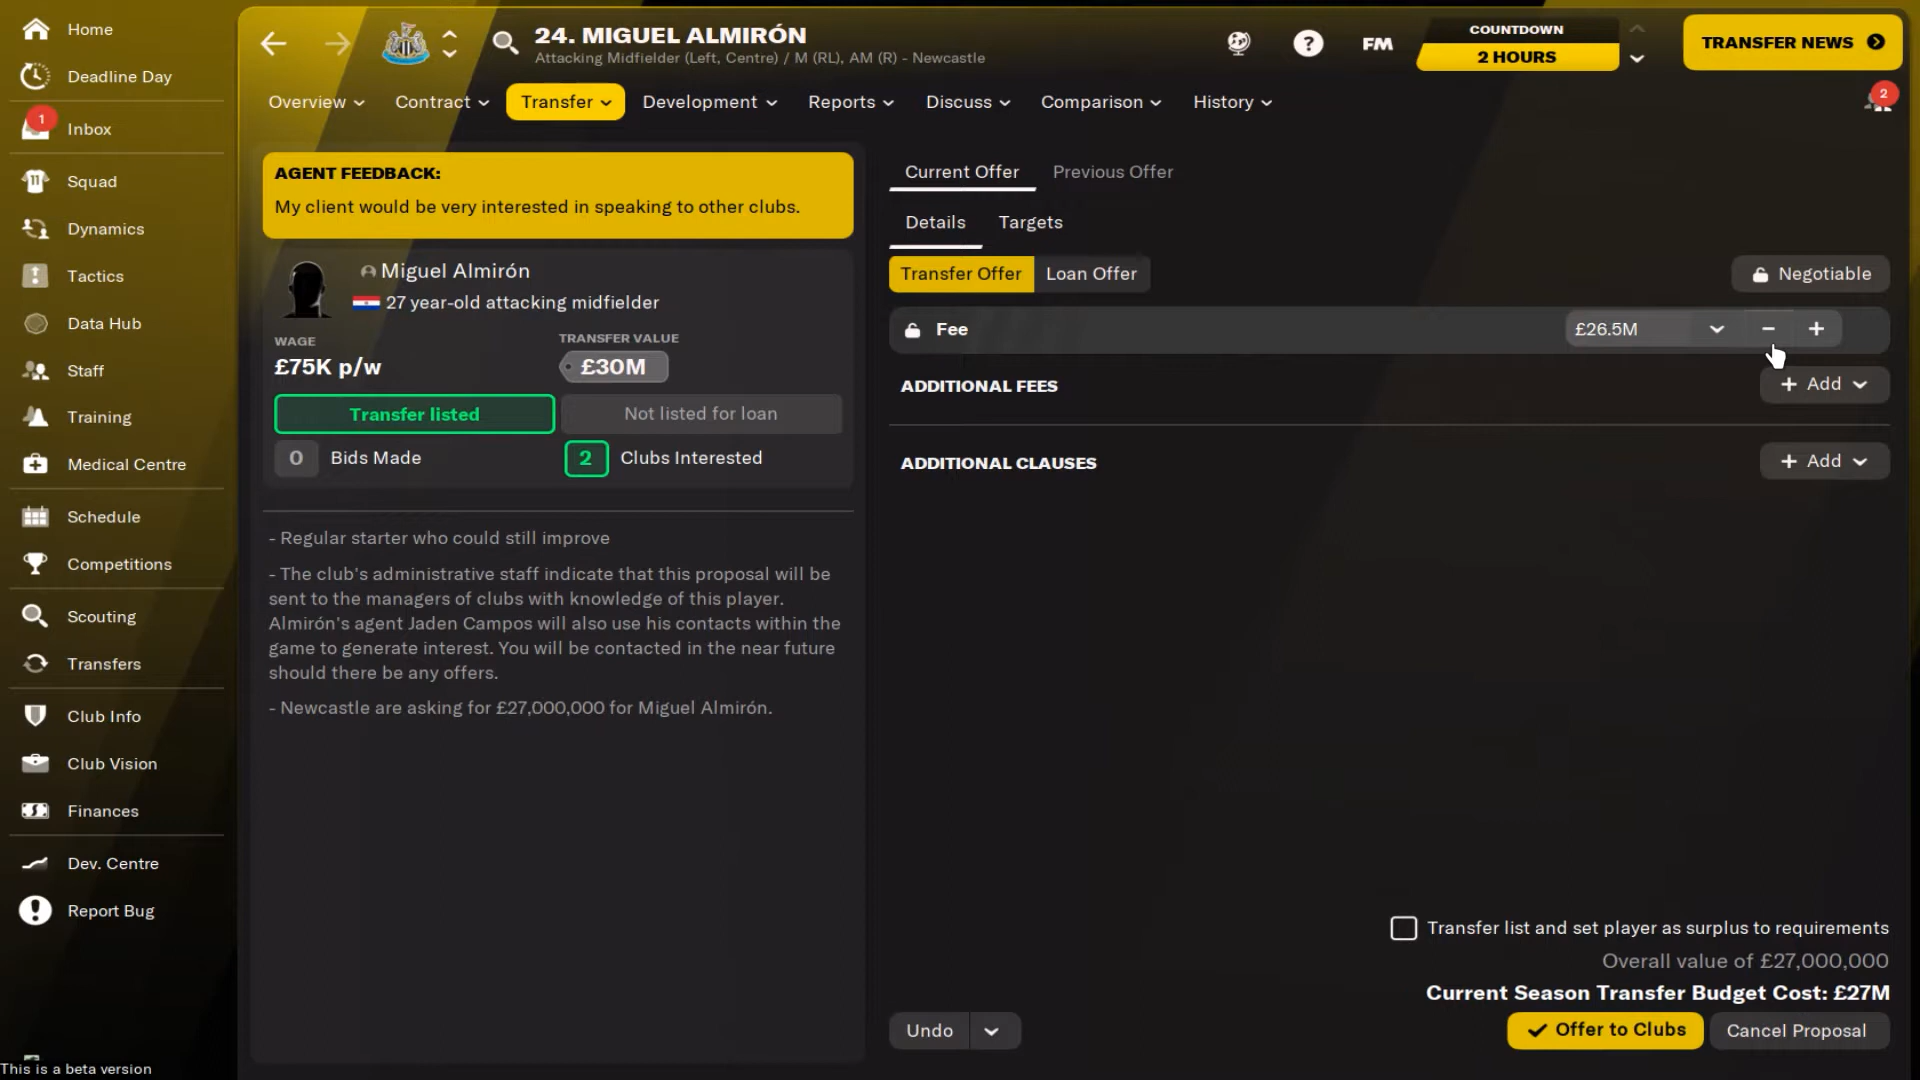 Home
Deadline Day
1
Inbox
11
Squad
Dynamics
Tactics
Data Hub
Staff
Training
Medical Centre
Schedule
Competitions
Scouting
Transfers
Club Info
Club Vision
Finances
Dev. Centre
Report Bug
This is a beta version
24. MIGUEL ALMIRÓN
Attacking Midfielder (Left, Centre) / M (RL), AM (R) - Newcastle
?
FM
COUNTDOWN
2 HOURS
TRANSFER NEWS
Overview
Contract
Transfer
Development
Reports
Discuss
Comparison
History
2
AGENT FEEDBACK:
My client would be very interested in speaking to other clubs.
Miguel Almirón
27 year-old attacking midfielder
WAGE
£75K p/w
TRANSFER VALUE
£30M
Transfer listed
Not listed for loan
0 Bids Made
2 Clubs Interested
- Regular starter who could still improve
- The club's administrative staff indicate that this proposal will be
sent to the managers of clubs with knowledge of this player.
Almirón's agent Jaden Campos will also use his contacts within the
game to generate interest. You will be contacted in the near future
should there be any offers.
- Newcastle are asking for £27,000,000 for Miguel Almirón.
Current Offer
Previous Offer
Details
Targets
Transfer Offer
Loan Offer
Negotiable
Fee
£26.5M
- +
ADDITIONAL FEES
+ Add
ADDITIONAL CLAUSES
+ Add
Transfer list and set player as surplus to requirements
Overall value of £27,000,000
Current Season Transfer Budget Cost: £27M
Undo
Offer to Clubs
Cancel Proposal